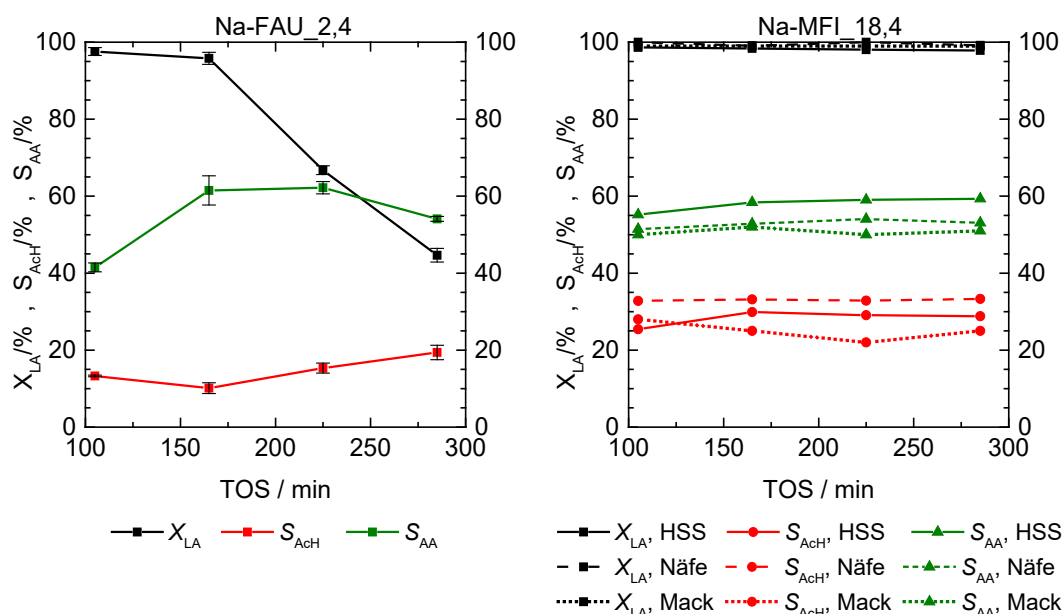 Na-FAU_2,4
100
80
60
40
20
0
X_LA/% , S_AcH/% , S_AA/%
100
80
60
40
20
0
100 150 200 250 300
TOS / min
X_LA S_AcH S_AA
Na-MFI_18,4
100
80
60
40
20
0
X_LA/% , S_AcH/% , S_AA/%
100
80
60
40
20
0
100 150 200 250 300
TOS / min
X_LA, HSS S_AcH, HSS S_AA, HSS
X_LA, Näfe S_AcH, Näfe S_AA, Näfe
X_LA, Mack S_AcH, Mack S_AA, Mack